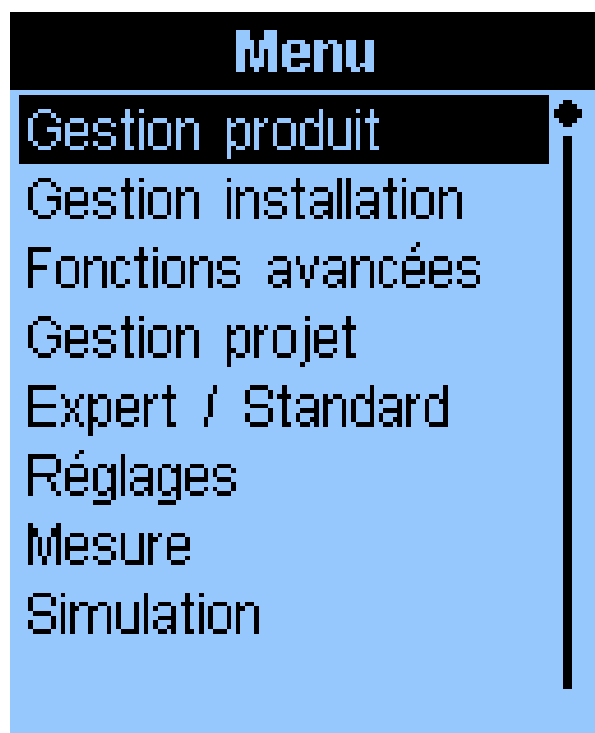 Menu
Gestion produit
Gestion installation
Fonctions avancées
Gestion projet
Expert / Standard
Réglages
Mesure
Simulation